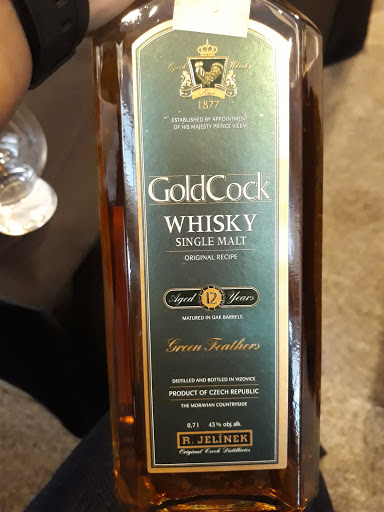 Gold Cock Whisky
1877
ESTABLISHED BY APPOINTMENT
OF HIS MAJESTY PRINCE VILEM
GoldCock
WHISKY
SINGLE MALT
ORIGINAL RECIPE
Aged 12 Years
MATURED IN OAK BARRELS
Green Feathers
DISTILLED AND BOTTLED IN VIZOVICE
PRODUCT OF CZECH REPUBLIC
THE MORAVIAN COUNTRYSIDE
0,7 l 43 % obj.alk.
R. JELÍNEK
Original Czech Distilleries